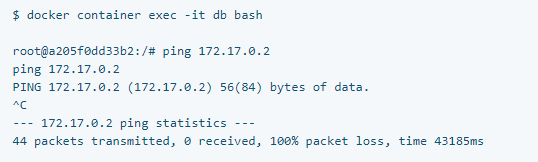 $ docker container exec -it db bash
root@a205f0dd33b2:/# ping 172.17.0.2
ping 172.17.0.2
PING 172.17.0.2 (172.17.0.2) 56(84) bytes of data.
^C
--- 172.17.0.2 ping statistics ---
44 packets transmitted, 0 received, 100% packet loss, time 43185ms